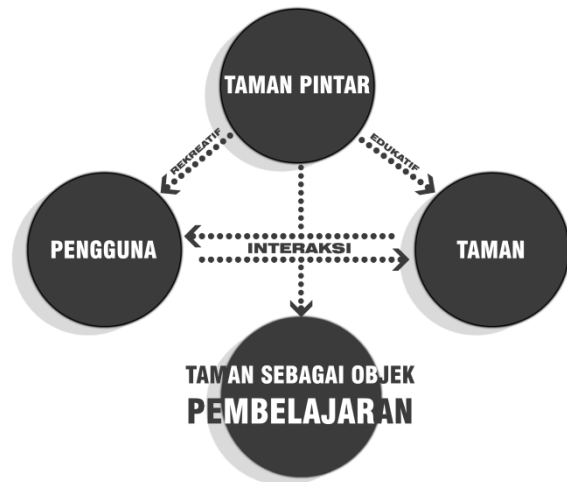 TAMAN PINTAR
REKREATIF
EDUKATIF
PENGGUNA
INTERAKSI
TAMAN
TAMAN SEBAGAI OBJEK
PEMBELAJARAN